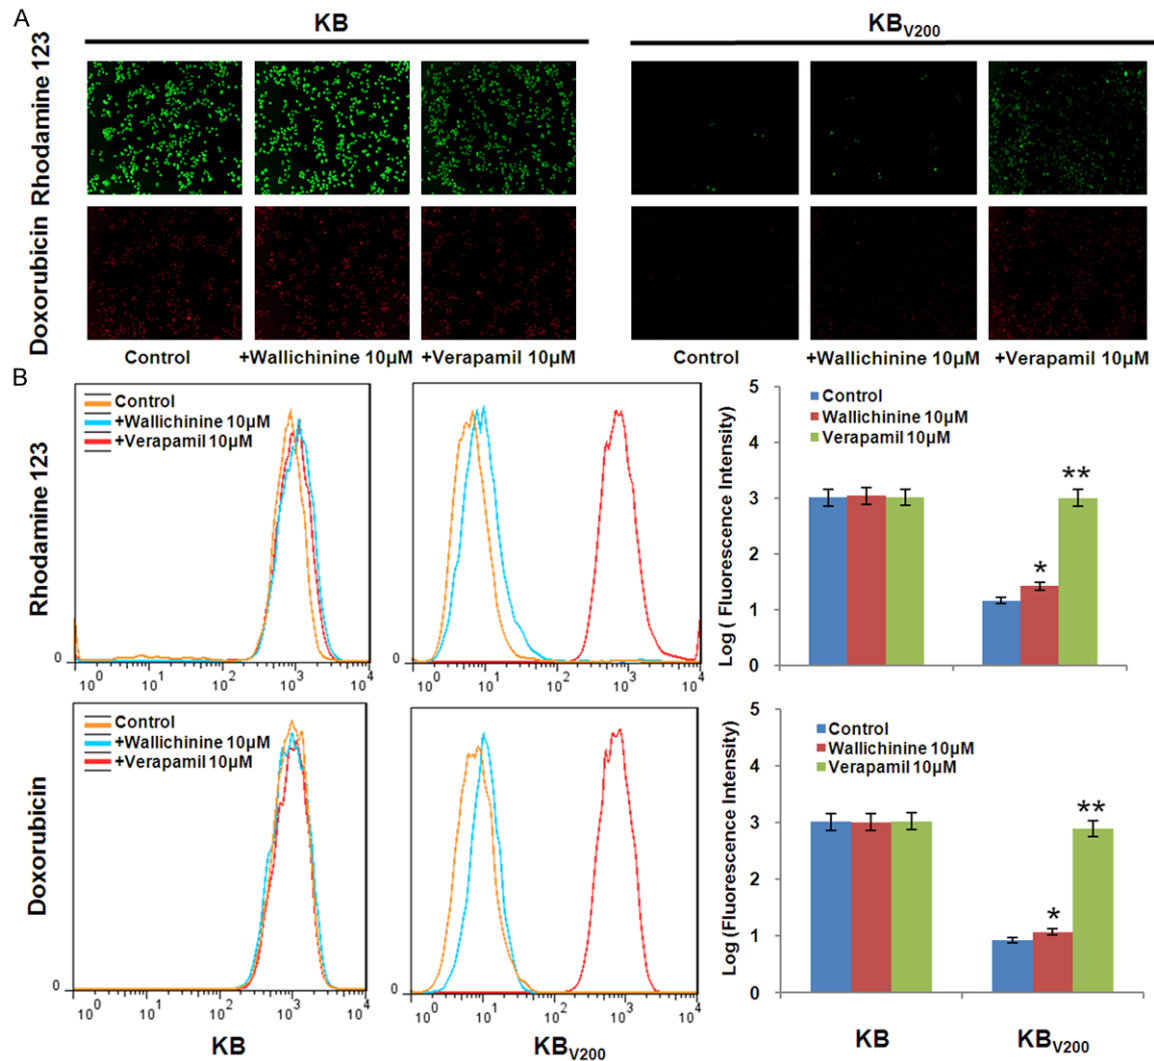 A
KB
KBV200
Rhodamine 123
Doxorubicin
Control
+Wallichinine 10µM
+Verapamil 10µM
Control
+Wallichinine 10µM
+Verapamil 10µM
B
Rhodamine 123
Control
+Wallichinine 10µM
+Verapamil 10µM
0
10^0
10^1
10^2
10^3
10^4
0
10^0
10^1
10^2
10^3
10^4
Log ( Fluorescence Intensity)
5
4
3
2
1
0
Control
Wallichinine 10µM
Verapamil 10µM
*
**
Doxorubicin
Control
+Wallichinine 10µM
+Verapamil 10µM
0
10^0
10^1
10^2
10^3
10^4
KB
0
10^0
10^1
10^2
10^3
10^4
KBV200
Log (Fluorescence Intensity)
5
4
3
2
1
0
Control
Wallichinine 10µM
Verapamil 10µM
*
**
KB
KBV200